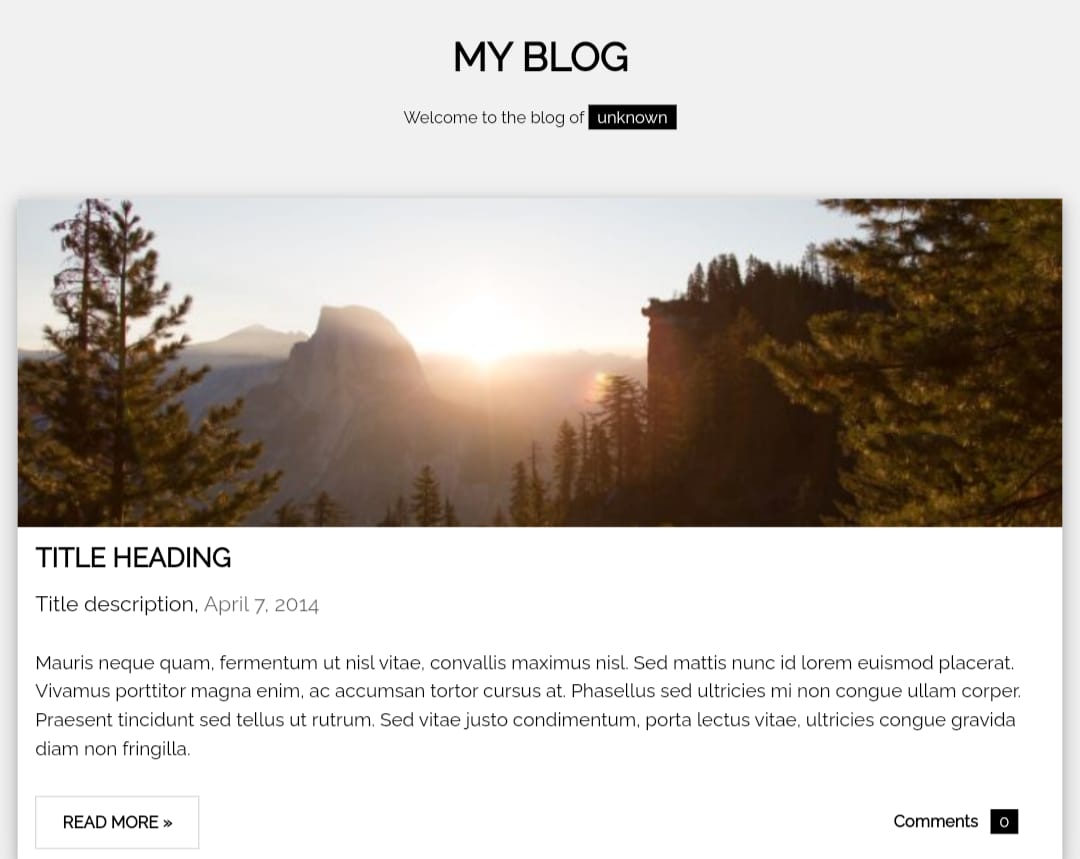 MY BLOG
Welcome to the blog of unknown
TITLE HEADING
Title description, April 7, 2014
Mauris neque quam, fermentum ut nisl vitae, convallis maximus nisl. Sed mattis nunc id lorem euismod placerat.
Vivamus porttitor magna enim, ac accumsan tortor cursus at. Phasellus sed ultricies mi non congue ullam corper.
Praesent tincidunt sed tellus ut rutrum. Sed vitae justo condimentum, porta lectus vitae, ultricies congue gravida
diam non fringilla.
READ MORE »
Comments 0